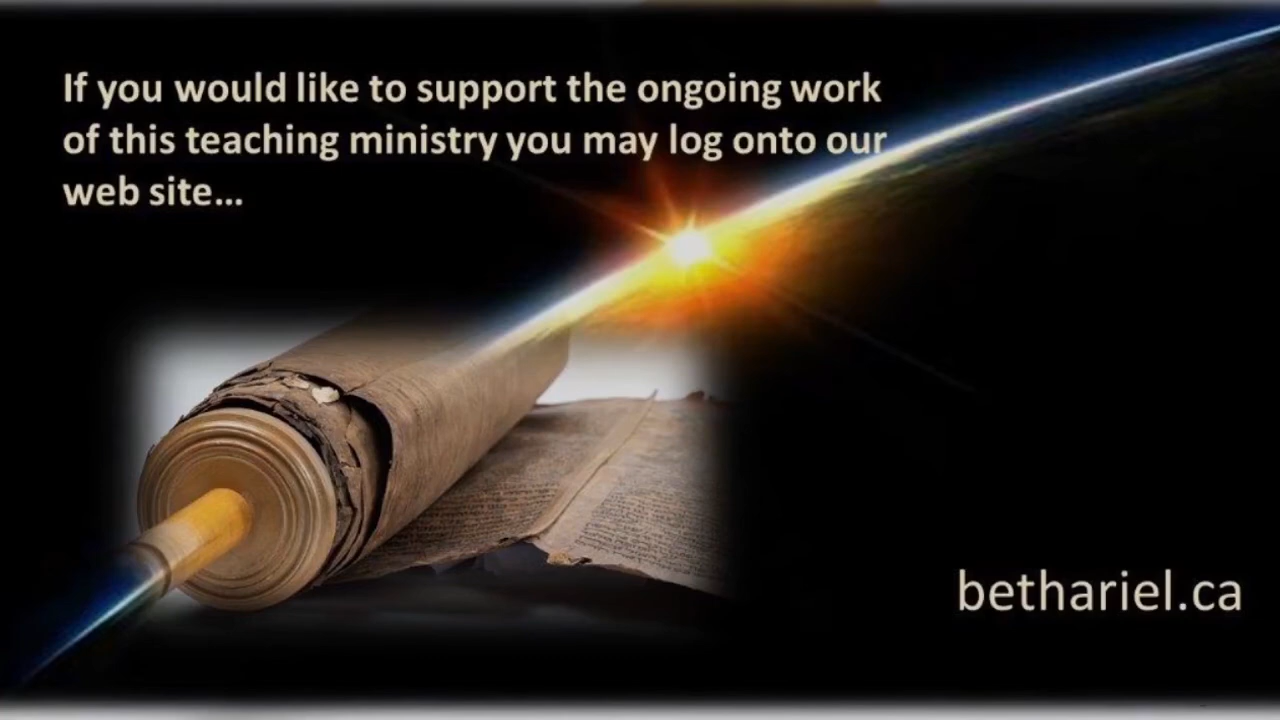 If you would like to support the ongoing work
of this teaching ministry you may log onto our
web site...
bethariel.ca